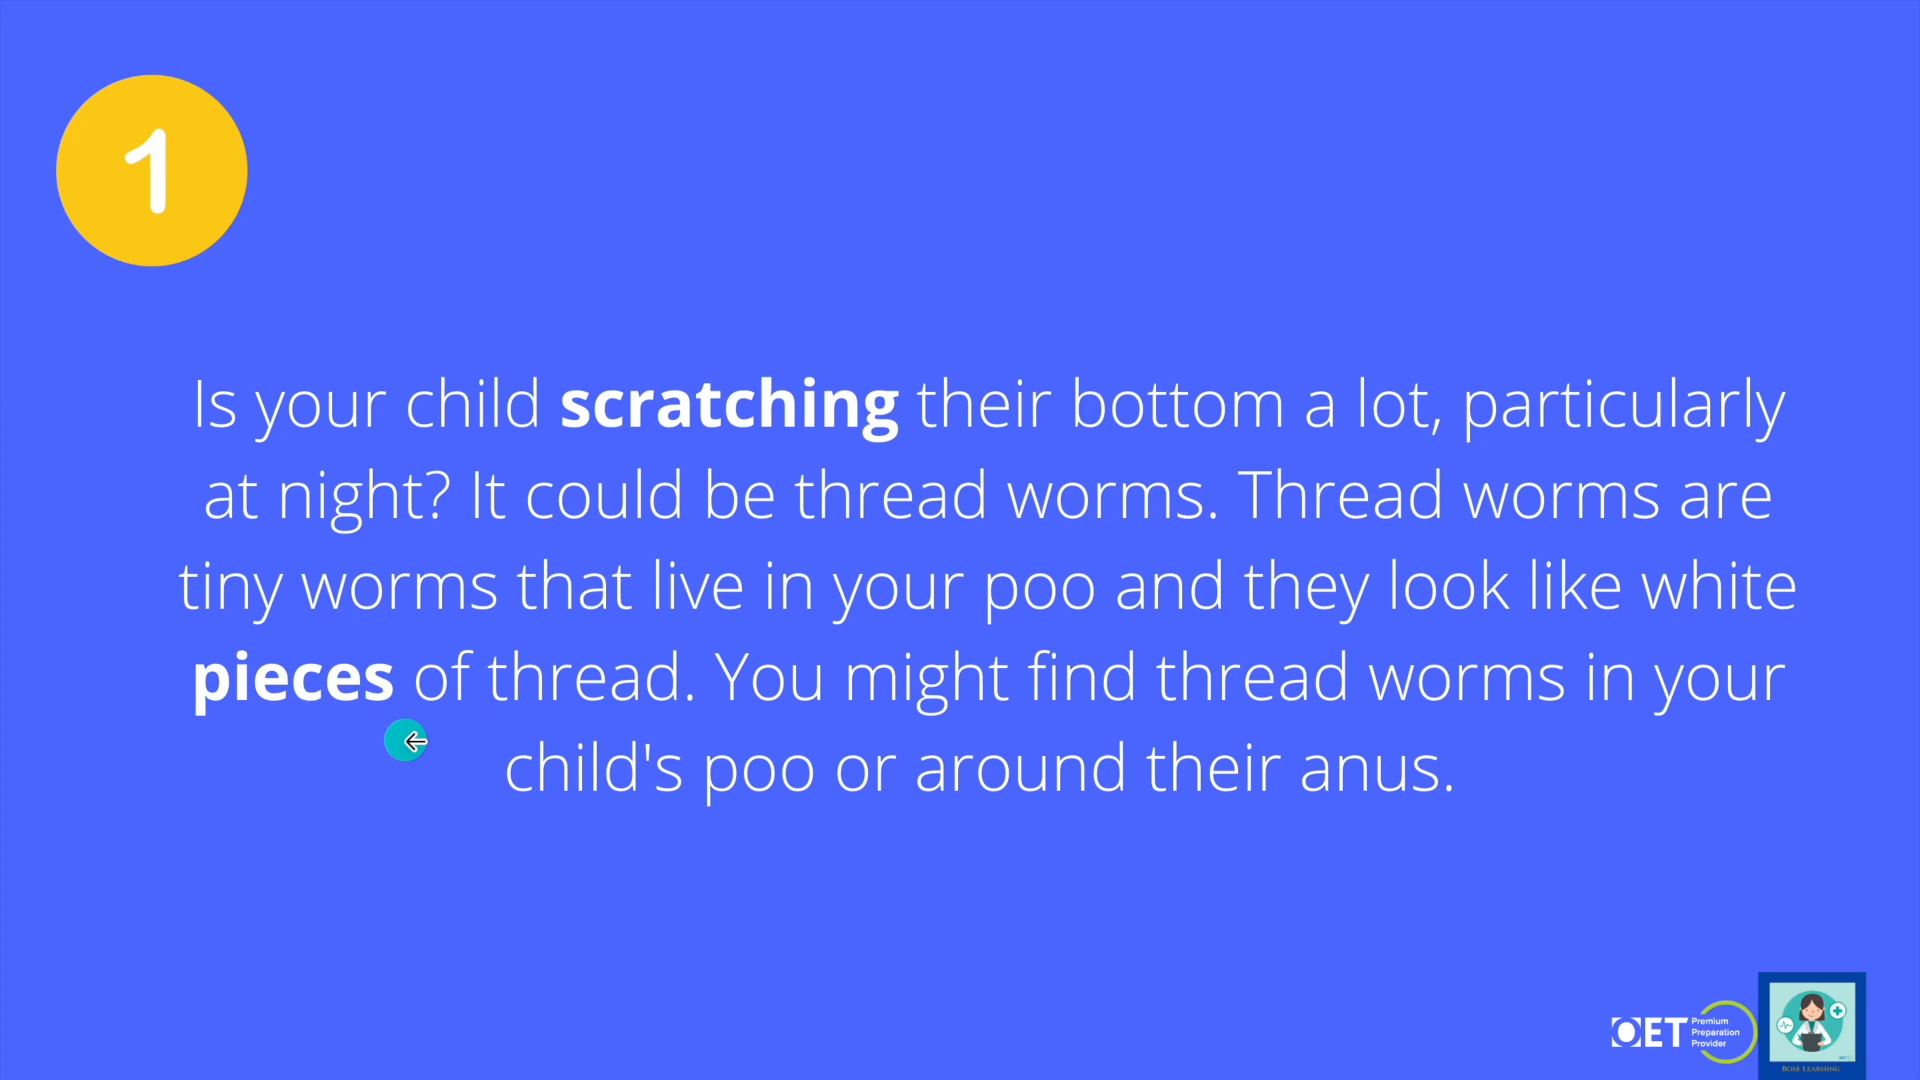 1
Is your child scratching their bottom a lot, particularly
at night? It could be thread worms. Thread worms are
tiny worms that live in your poo and they look like white
pieces of thread. You might find thread worms in your
child's poo or around their anus.
OET Premium
Preparation
Provider
ROSE LEARNING